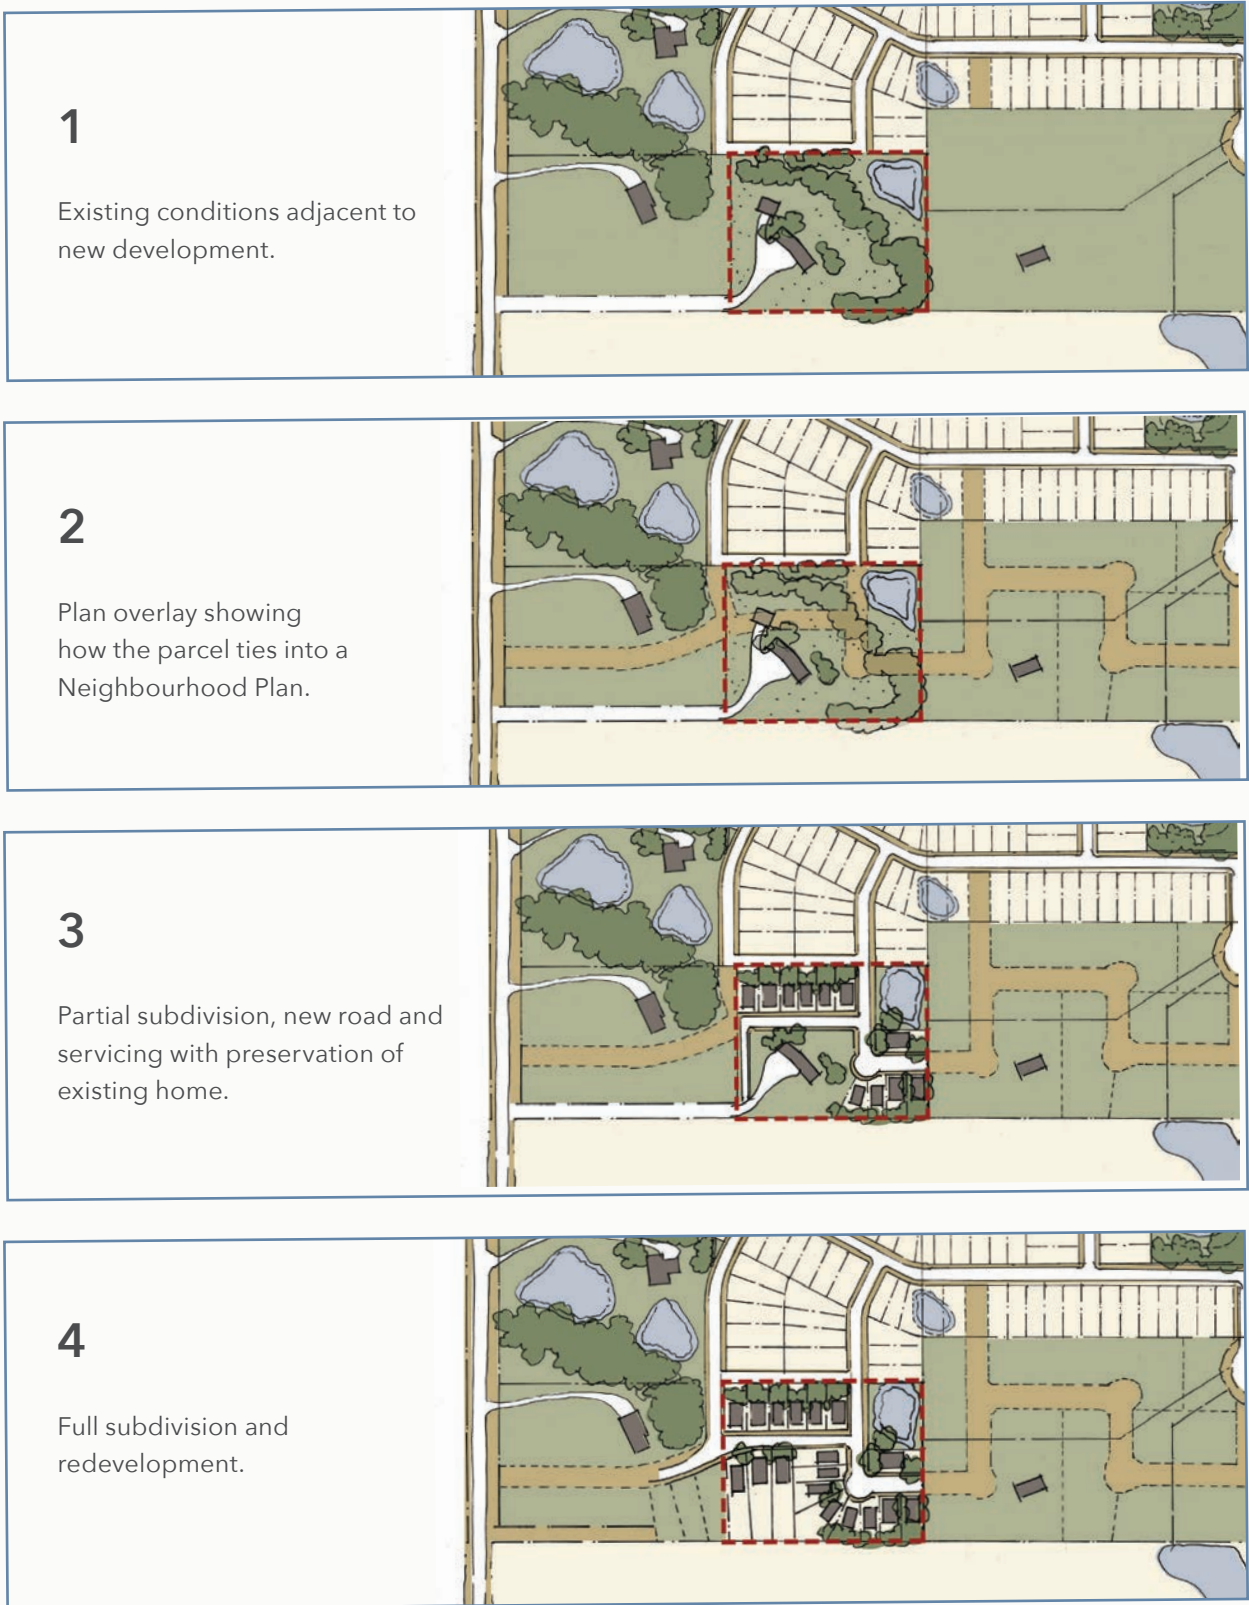 1
Existing conditions adjacent to
new development.
2
Plan overlay showing
how the parcel ties into a
Neighbourhood Plan.
3
Partial subdivision, new road and
servicing with preservation of
existing home.
4
Full subdivision and
redevelopment.